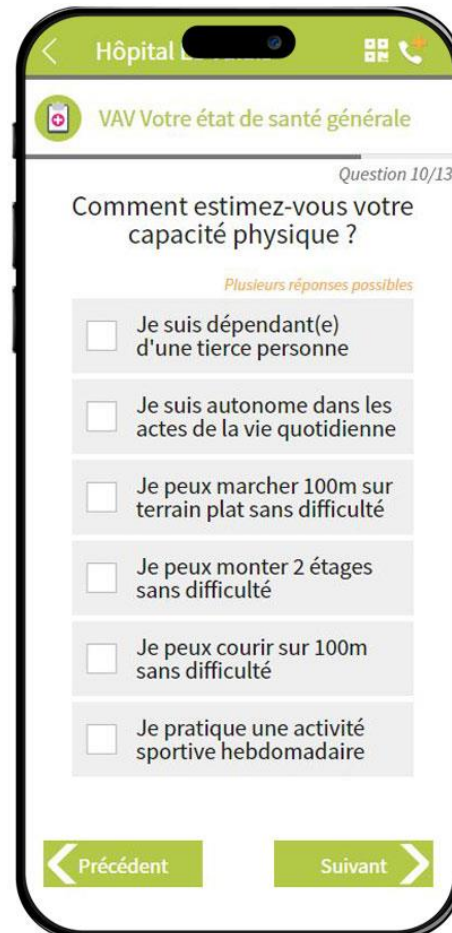 Hôpital
VAV Votre état de santé générale
Question 10/13
Comment estimez-vous votre
capacité physique ?
Plusieurs réponses possibles
Je suis dépendant(e)
d'une tierce personne
Je suis autonome dans les
actes de la vie quotidienne
Je peux marcher 100m sur
terrain plat sans difficulté
Je peux monter 2 étages
sans difficulté
Je peux courir sur 100m
sans difficulté
Je pratique une activité
sportive hebdomadaire
Précédent
Suivant